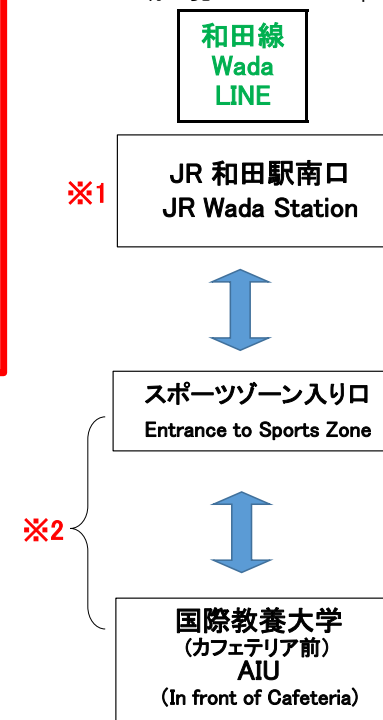 和田線
Wada
LINE
※1
JR 和田駅南口
JR Wada Station
スポーツゾーン入り口
Entrance to Sports Zone
※2
国際教養大学
(カフェテリア前)
AIU
(In front of Cafeteria)